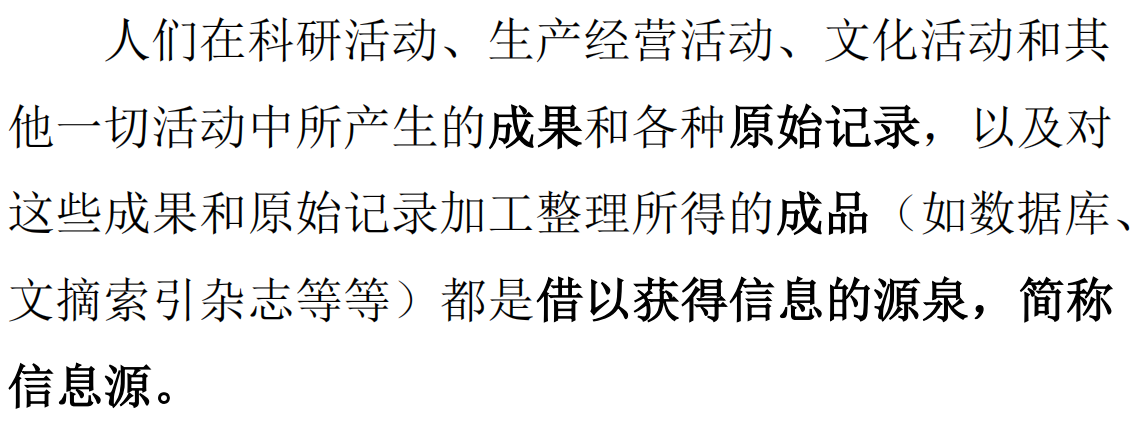 人们在科研活动、生产经营活动、文化活动和其
他一切活动中所产生的成果和各种原始记录，以及对
这些成果和原始记录加工整理所得的成品（如数据库、
文摘索引杂志等等）都是借以获得信息的源泉，简称
信息源。